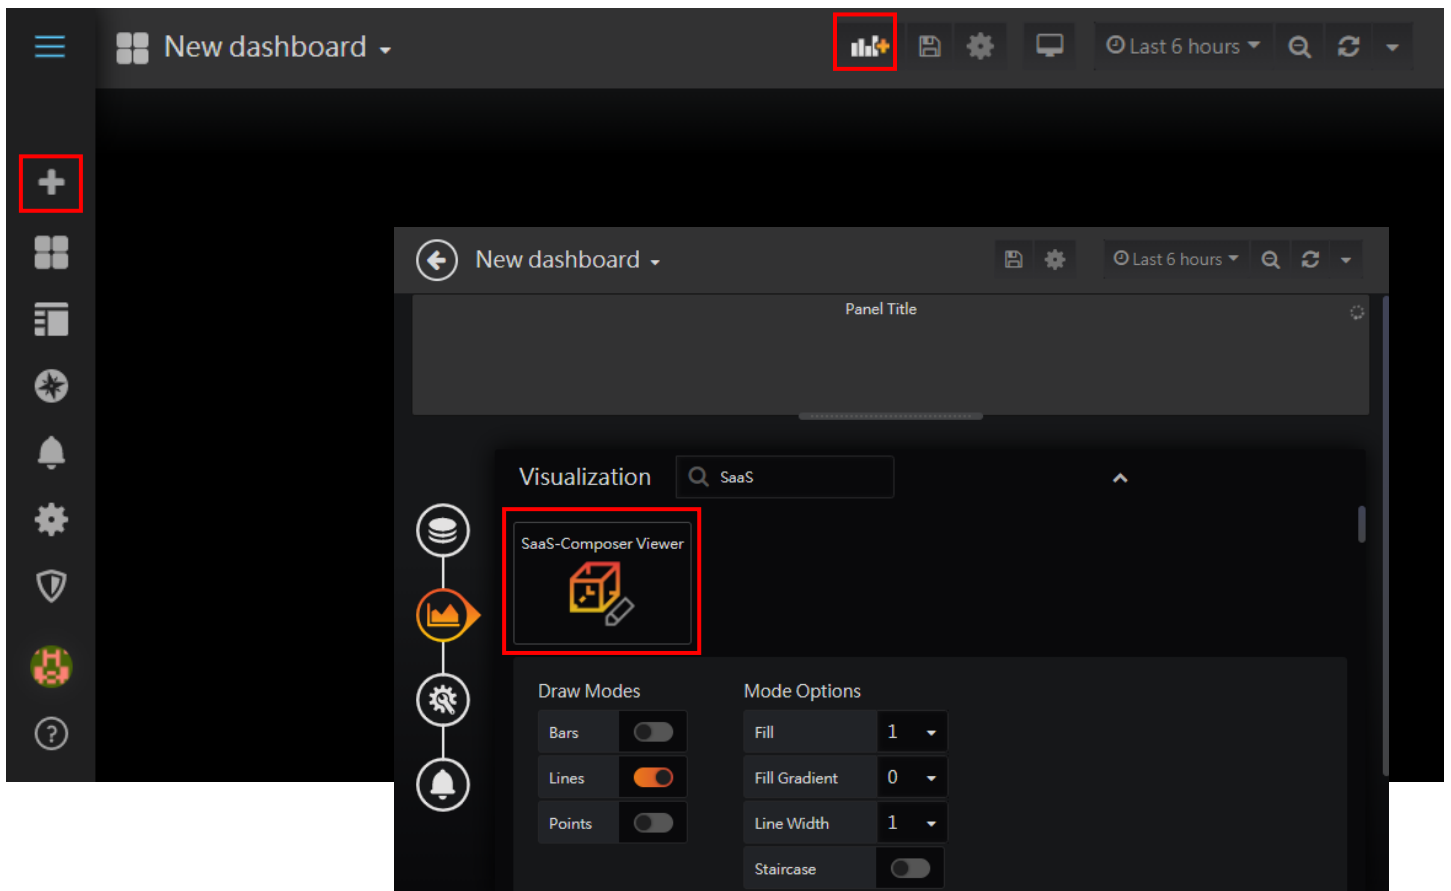 New dashboard
Last 6 hours
New dashboard
Last 6 hours
Panel Title
Visualization
SaaS
SaaS-Composer Viewer
Draw Modes
Mode Options
Bars
Fill
1
Lines
Fill Gradient
0
Points
Line Width
1
Staircase